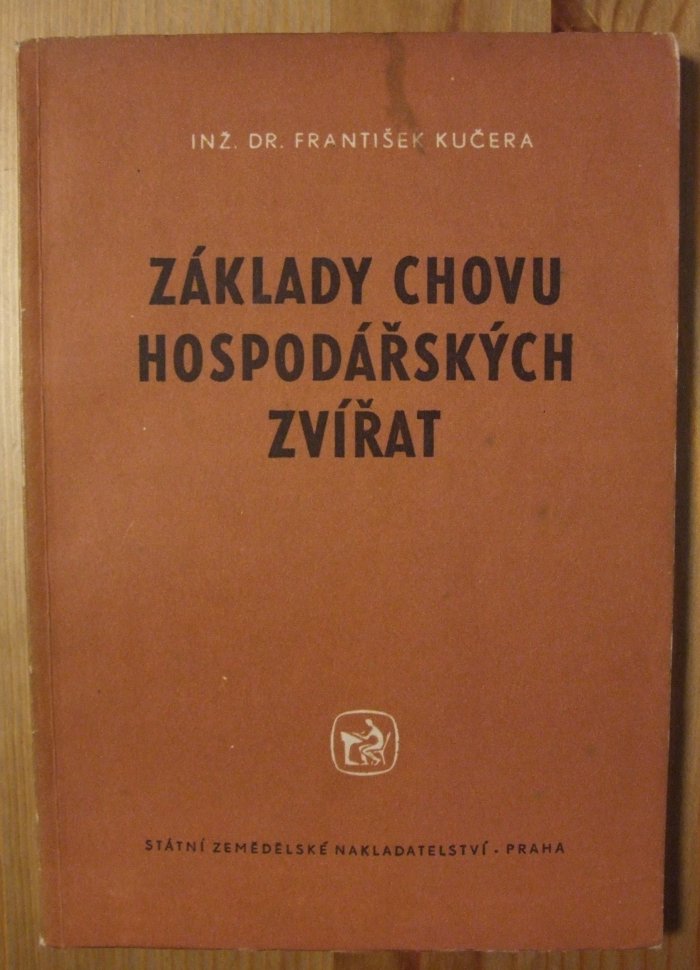 INŽ. DR. FRANTIŠEK KUČERA
ZÁKLADY CHOVU
HOSPODÁŘSKÝCH
ZVÍŘAT
STÁTNÍ ZEMĚDĚLSKÉ NAKLADATELSTVÍ · PRAHA